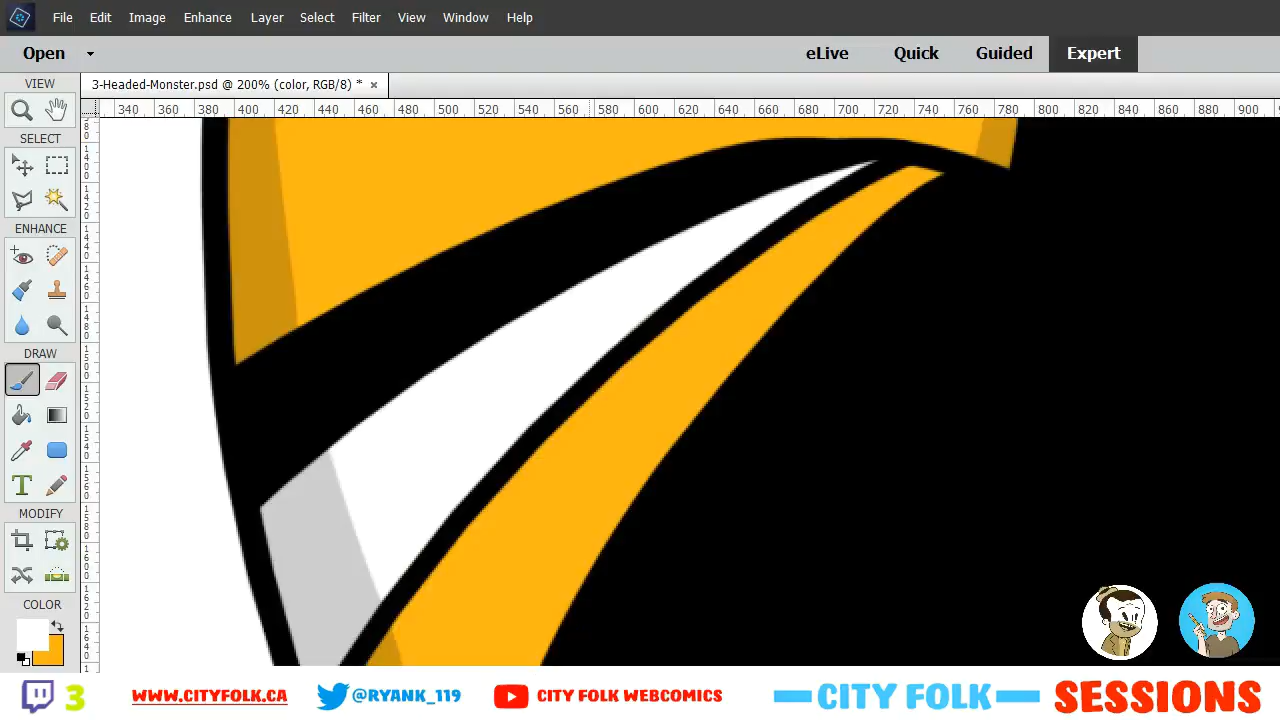 File Edit Image Enhance Layer Select Filter View Window Help
Open eLive Quick Guided Expert
VIEW
3-Headed-Monster.psd @ 200% (color, RGB/8) * ×
340 360 380 400 420 440 460 480 500 520 540 560 580 600 620 640 660 680 700 720 740 760 780 800 820 840 860 880 900
SELECT
ENHANCE
DRAW
T
MODIFY
COLOR
3 WWW.CITYFOLK.CA @RYANK_119 CITY FOLK WEBCOMICS CITY FOLK SESSIONS